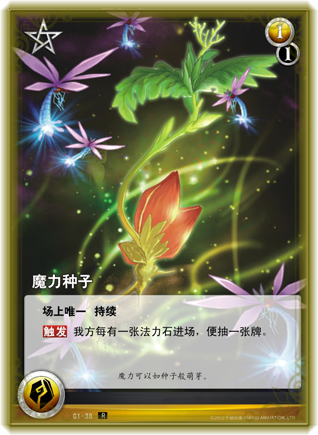 1
1
魔力种子
场上唯一 持续
触发 我方每有一张法力石进场，便抽一张牌。
魔力可以如种子般萌芽。
G1-38 R